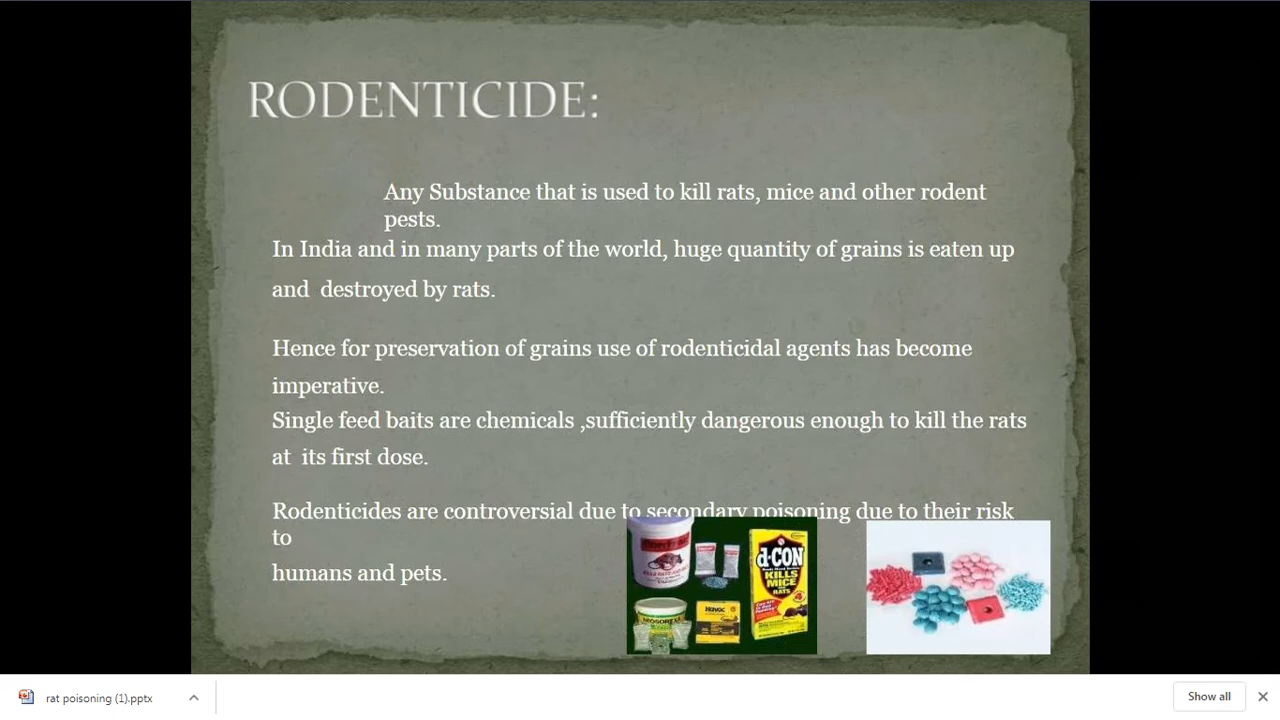 RODENTICIDE:
Any Substance that is used to kill rats, mice and other rodent
pests.
In India and in many parts of the world, huge quantity of grains is eaten up
and destroyed by rats.
Hence for preservation of grains use of rodenticidal agents has become
imperative.
Single feed baits are chemicals ,sufficiently dangerous enough to kill the rats
at its first dose.
Rodenticides are controversial due to secondary poisoning due to their risk
to
humans and pets.
d-CON
KILLS
MICE
RATS
Havoc
rat poisoning (1).pptx
Show all